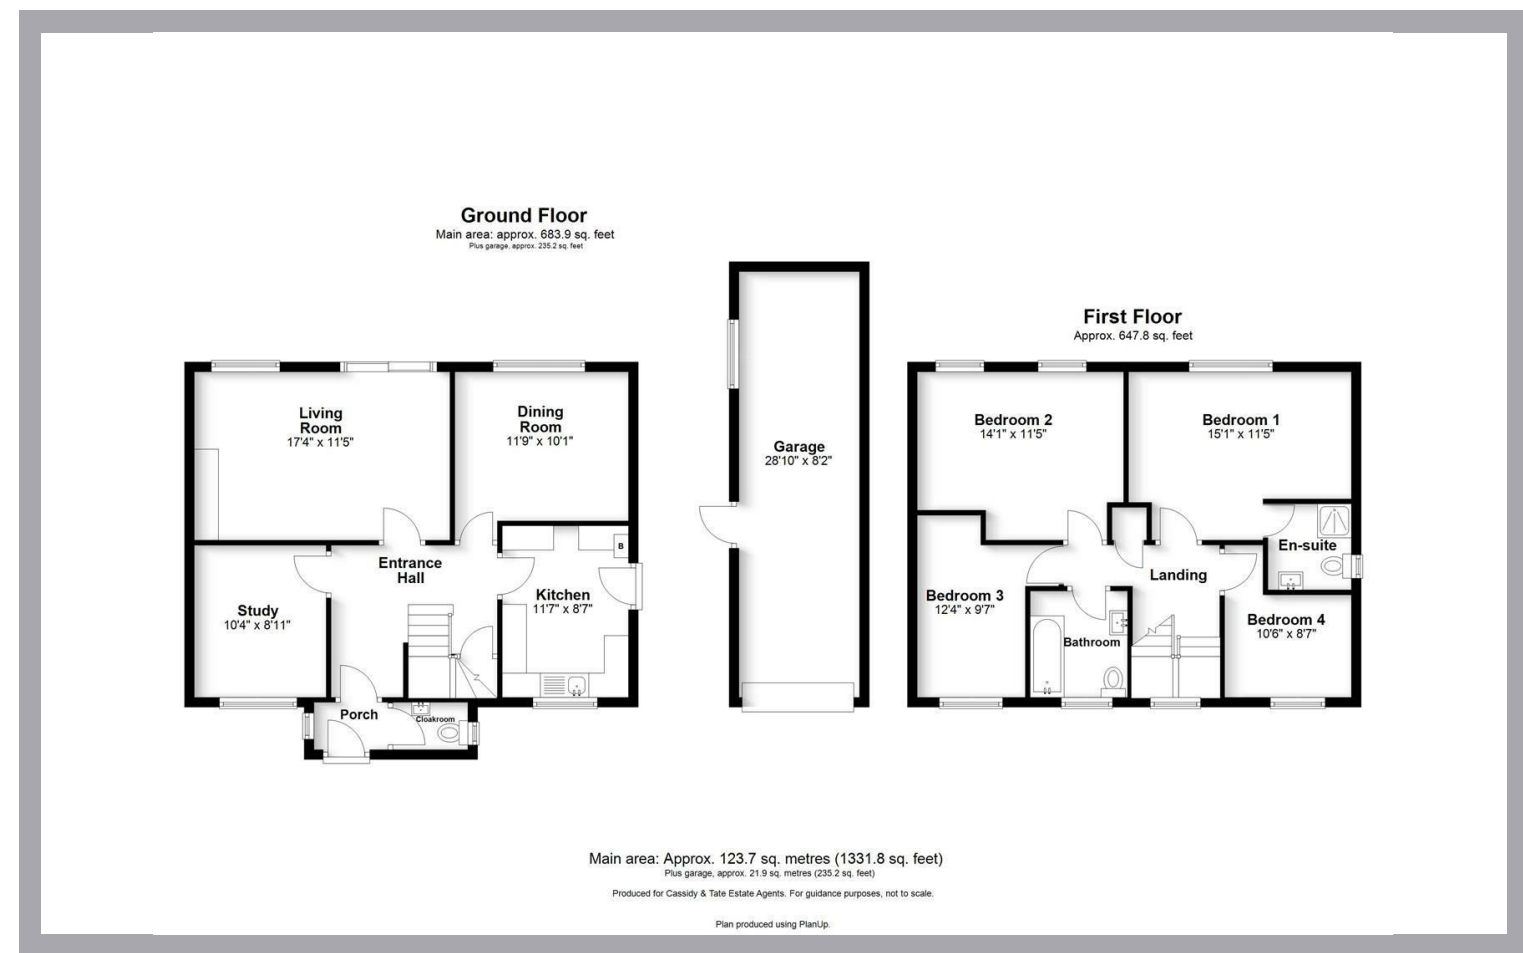 Ground Floor
Main area: approx. 683.9 sq. feet
Plus garage, approx. 235.2 sq. feet
Living
Room
17'4" x 11'5"
Dining
Room
11'9" x 10'1"
Entrance
Hall
B
Kitchen
11'7" x 8'7"
Study
10'4" x 8'11"
Porch
Cloakroom
Garage
28'10" x 8'2"
First Floor
Approx. 647.8 sq. feet
Bedroom 2
14'1" x 11'5"
Bedroom 1
15'1" x 11'5"
En-suite
Landing
Bedroom 3
12'4" x 9'7"
Bathroom
Bedroom 4
10'6" x 8'7"
Main area: Approx. 123.7 sq. metres (1331.8 sq. feet)
Plus garage, approx. 21.9 sq. metres (235.2 sq. feet)
Produced for Cassidy & Tate Estate Agents. For guidance purposes, not to scale.
Plan produced using PlanUp.